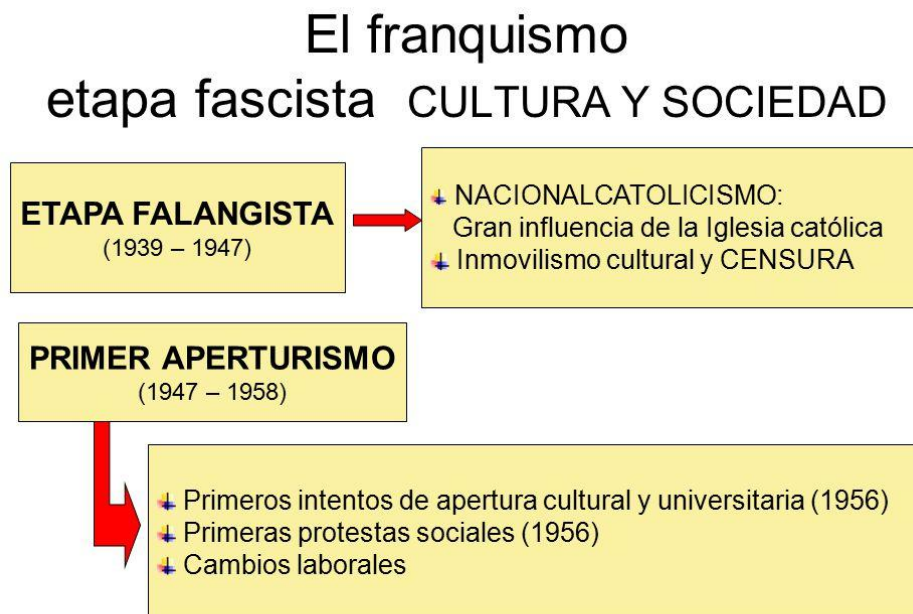 El franquismo
etapa fascista CULTURA Y SOCIEDAD
ETAPA FALANGISTA
(1939 – 1947)
NACIONALCATOLICISMO:
Gran influencia de la Iglesia católica
Inmovilismo cultural y CENSURA
PRIMER APERTURISMO
(1947 – 1958)
Primeros intentos de apertura cultural y universitaria (1956)
Primeras protestas sociales (1956)
Cambios laborales